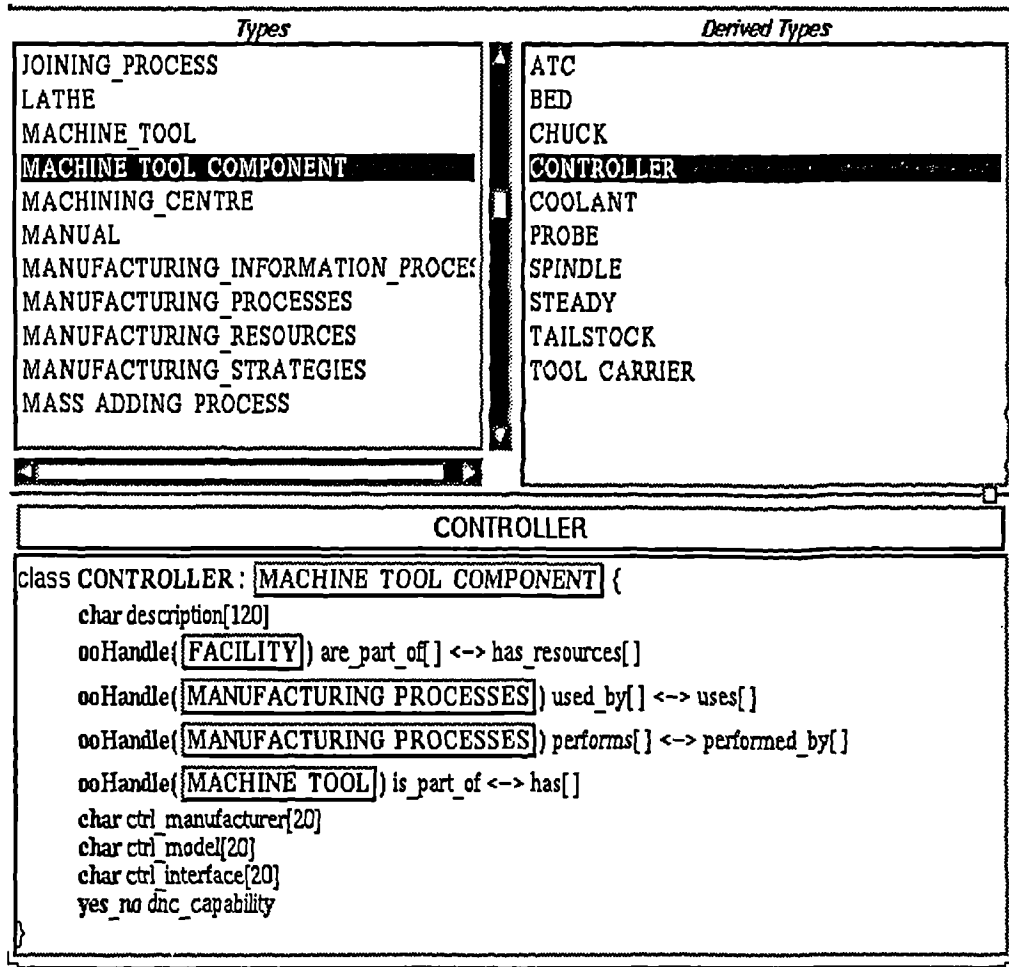 Types
JOINING_PROCESS
LATHE
MACHINE_TOOL
MACHINE TOOL COMPONENT
MACHINING_CENTRE
MANUAL
MANUFACTURING_INFORMATION_PROCES
MANUFACTURING_PROCESSES
MANUFACTURING_RESOURCES
MANUFACTURING_STRATEGIES
MASS ADDING PROCESS
Derived Types
ATC
BED
CHUCK
CONTROLLER
COOLANT
PROBE
SPINDLE
STEADY
TAILSTOCK
TOOL CARRIER
CONTROLLER
class CONTROLLER: MACHINE TOOL COMPONENT {
char description[120]
ooHandle(FACILITY) are_part_of[] <-> has_resources[]
ooHandle(MANUFACTURING PROCESSES) used_by[] <-> uses[]
ooHandle(MANUFACTURING PROCESSES) performs[] <-> performed_by[]
ooHandle(MACHINE TOOL) is_part_of <-> has[]
char ctrl_manufacturer[20]
char ctrl_model[20]
char ctrl_interface[20]
yes_no dnc_capability
}